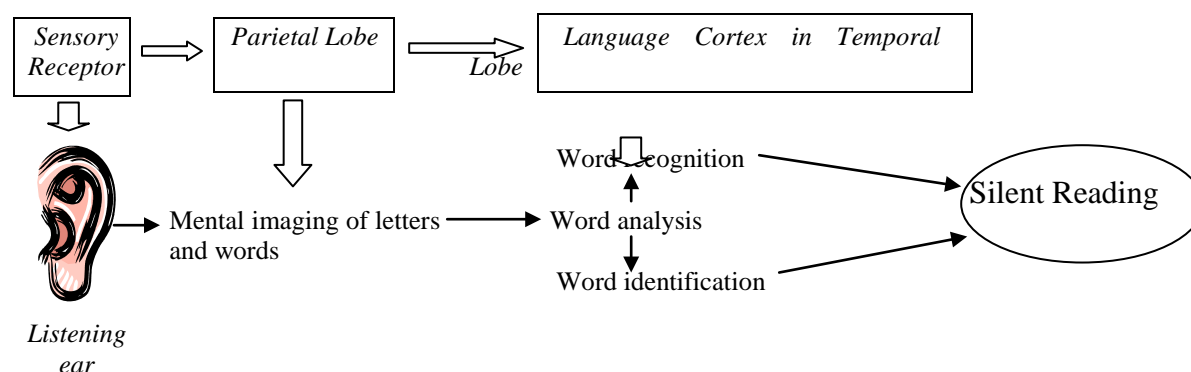 Sensory
Receptor
Parietal Lobe
Language Cortex in Temporal
Lobe
Word recognition
Mental imaging of letters
and words
Word analysis
Word identification
Silent Reading
Listening
ear